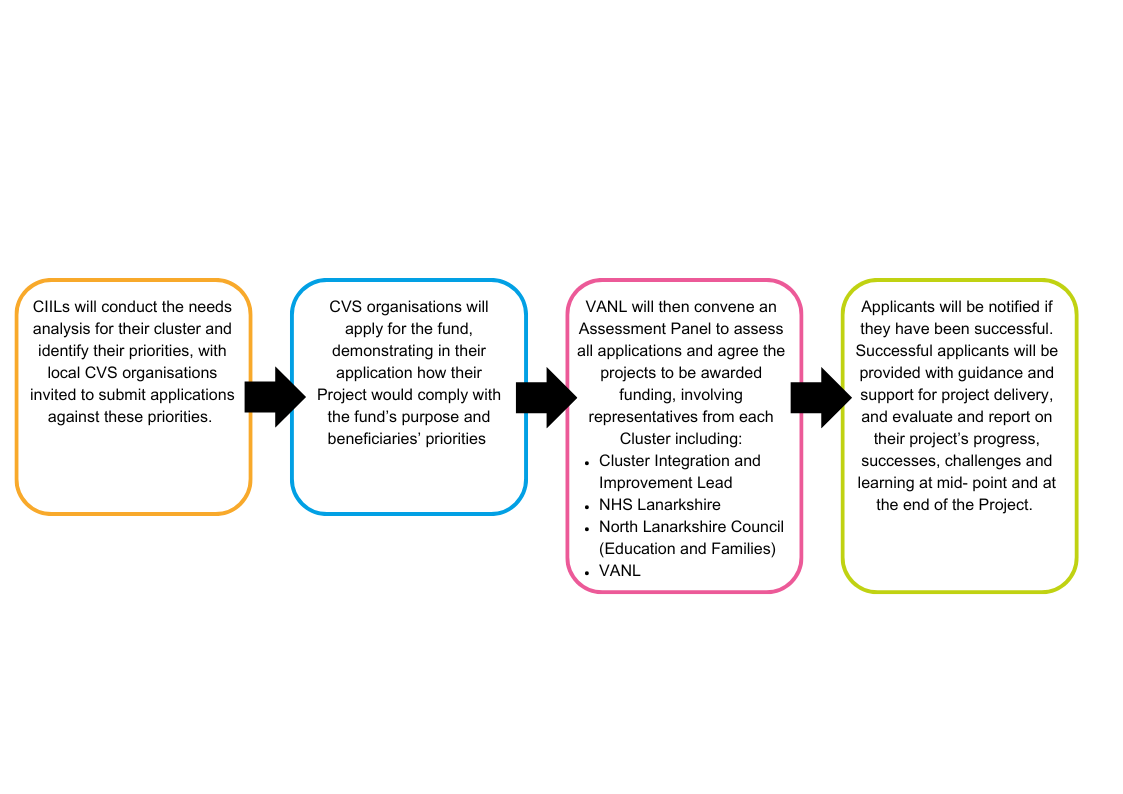 CIILs will conduct the needs
analysis for their cluster and
identify their priorities, with
local CVS organisations
invited to submit applications
against these priorities.
CVS organisations will
apply for the fund,
demonstrating in their
application how their
Project would comply with
the fund’s purpose and
beneficiaries’ priorities
VANL will then convene an
Assessment Panel to assess
all applications and agree the
projects to be awarded
funding, involving
representatives from each
Cluster including:
• Cluster Integration and
Improvement Lead
• NHS Lanarkshire
• North Lanarkshire Council
(Education and Families)
• VANL
Applicants will be notified if
they have been successful.
Successful applicants will be
provided with guidance and
support for project delivery,
and evaluate and report on
their project’s progress,
successes, challenges and
learning at mid- point and at
the end of the Project.